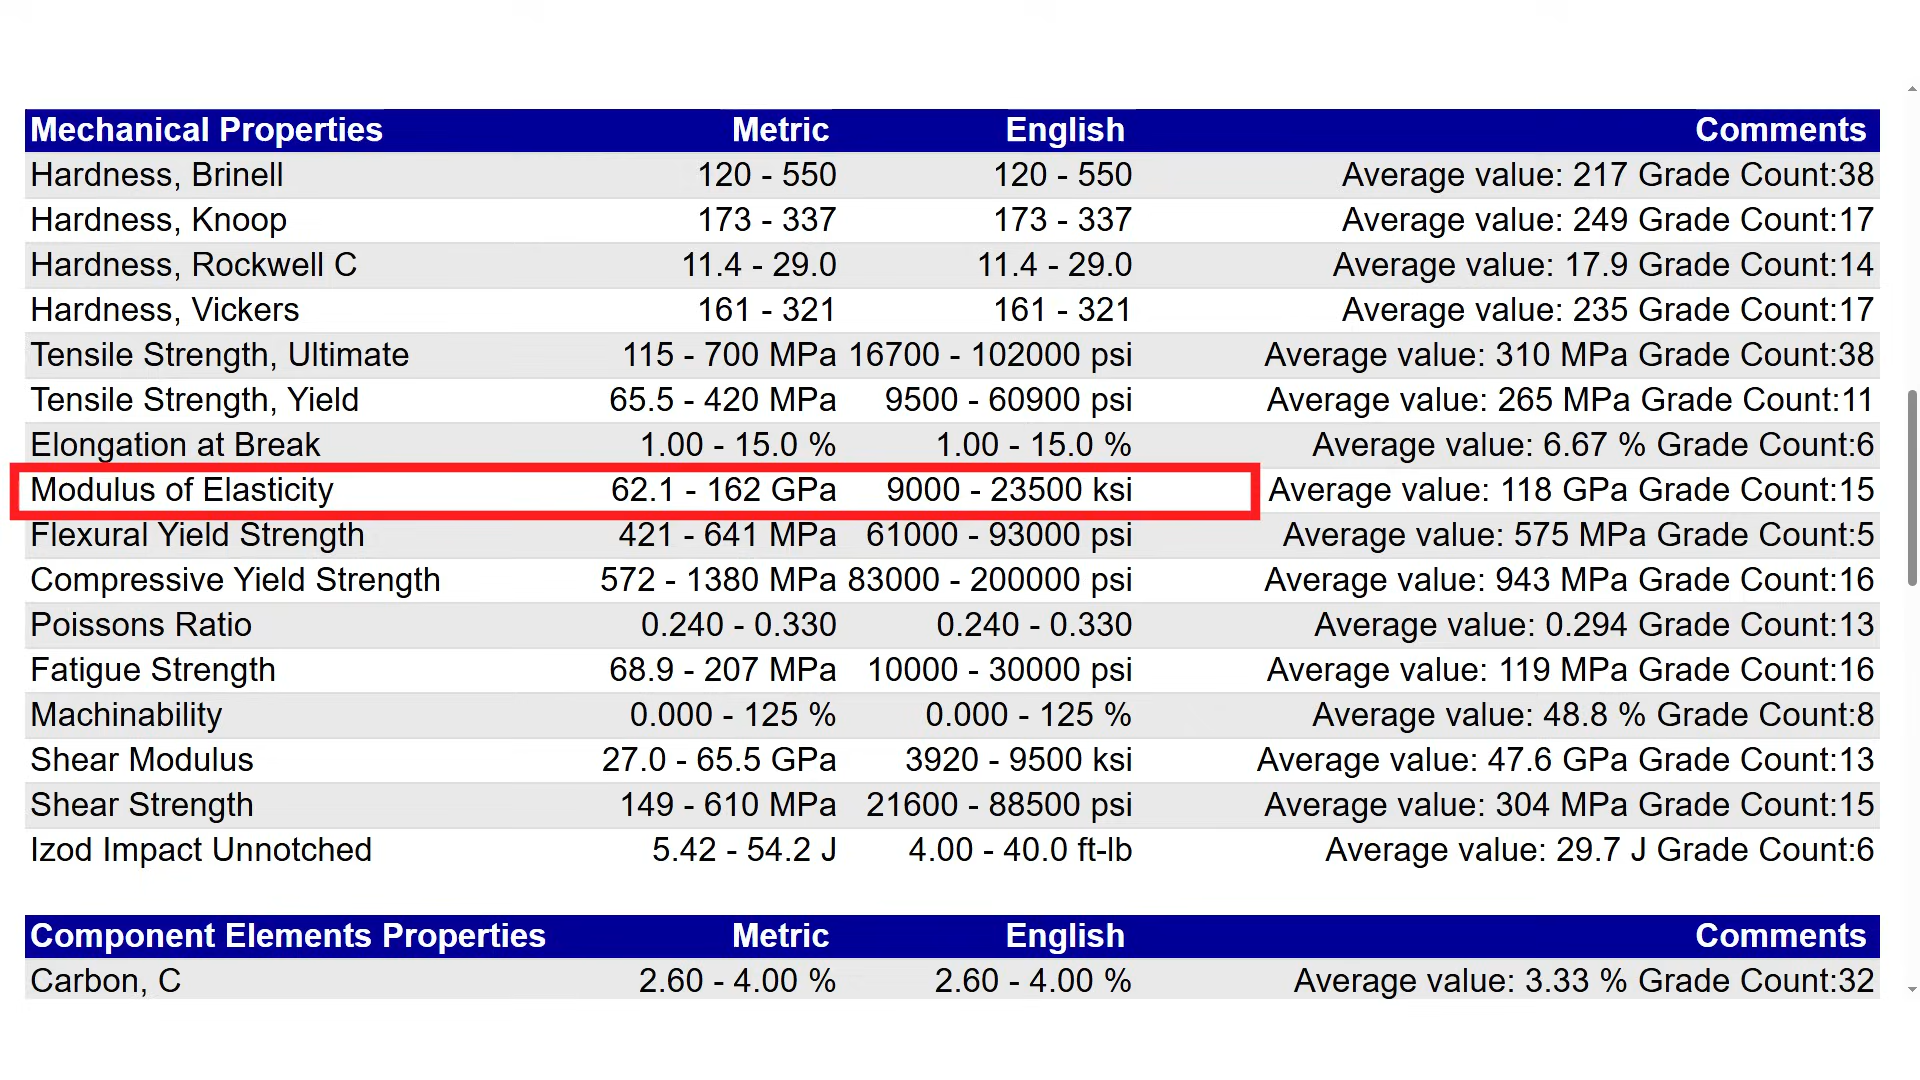 Mechanical Properties Metric English Comments
Hardness, Brinell 120 - 550 120 - 550 Average value: 217 Grade Count:38
Hardness, Knoop 173 - 337 173 - 337 Average value: 249 Grade Count:17
Hardness, Rockwell C 11.4 - 29.0 11.4 - 29.0 Average value: 17.9 Grade Count:14
Hardness, Vickers 161 - 321 161 - 321 Average value: 235 Grade Count:17
Tensile Strength, Ultimate 115 - 700 MPa 16700 - 102000 psi Average value: 310 MPa Grade Count:38
Tensile Strength, Yield 65.5 - 420 MPa 9500 - 60900 psi Average value: 265 MPa Grade Count:11
Elongation at Break 1.00 - 15.0 % 1.00 - 15.0 % Average value: 6.67 % Grade Count:6
Modulus of Elasticity 62.1 - 162 GPa 9000 - 23500 ksi Average value: 118 GPa Grade Count:15
Flexural Yield Strength 421 - 641 MPa 61000 - 93000 psi Average value: 575 MPa Grade Count:5
Compressive Yield Strength 572 - 1380 MPa 83000 - 200000 psi Average value: 943 MPa Grade Count:16
Poissons Ratio 0.240 - 0.330 0.240 - 0.330 Average value: 0.294 Grade Count:13
Fatigue Strength 68.9 - 207 MPa 10000 - 30000 psi Average value: 119 MPa Grade Count:16
Machinability 0.000 - 125 % 0.000 - 125 % Average value: 48.8 % Grade Count:8
Shear Modulus 27.0 - 65.5 GPa 3920 - 9500 ksi Average value: 47.6 GPa Grade Count:13
Shear Strength 149 - 610 MPa 21600 - 88500 psi Average value: 304 MPa Grade Count:15
Izod Impact Unnotched 5.42 - 54.2 J 4.00 - 40.0 ft-lb Average value: 29.7 J Grade Count:6
Component Elements Properties Metric English Comments
Carbon, C 2.60 - 4.00 % 2.60 - 4.00 % Average value: 3.33 % Grade Count:32